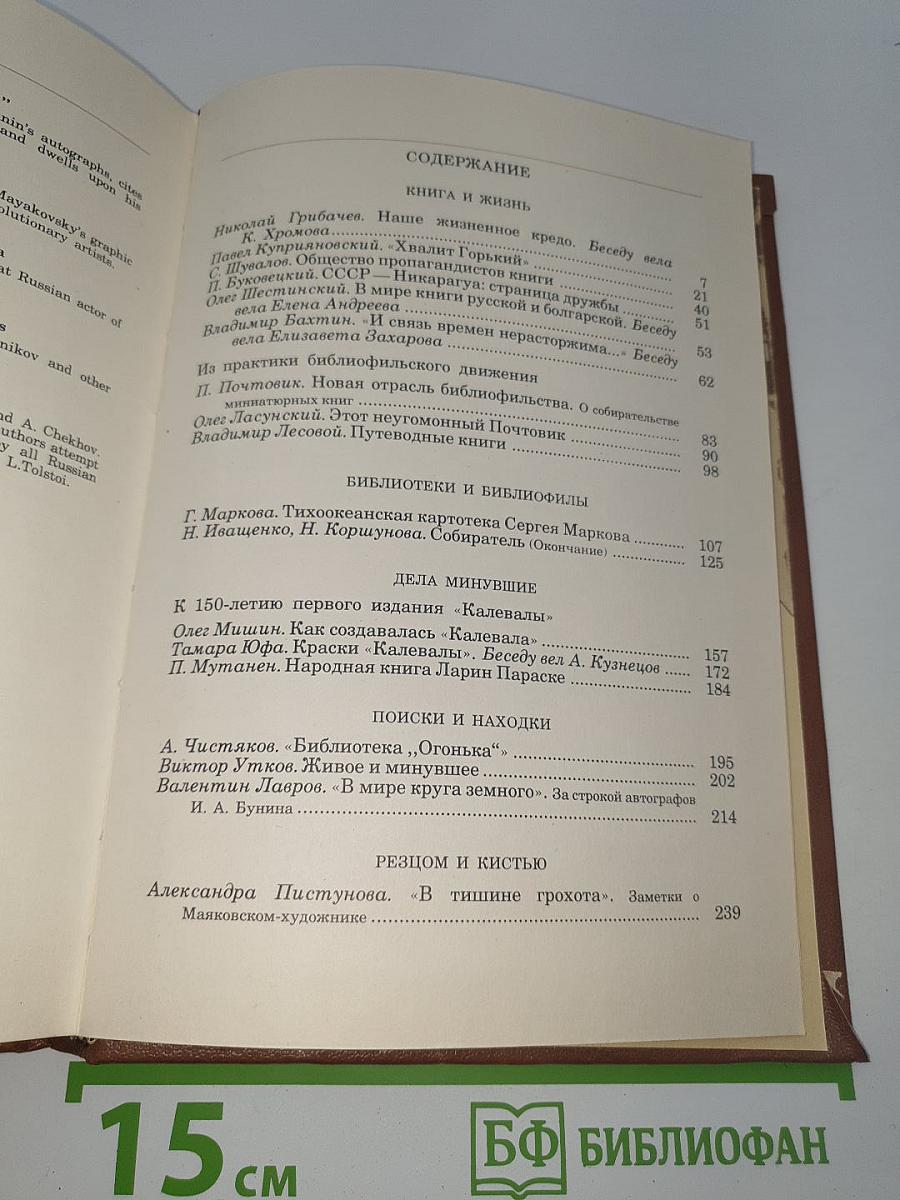 ”
nin's autographs, cites
and dwells upon his
Mayakovsky's graphic
olutionary artists.
a
at Russian actor of
s
nikov and other
nd A. Chekhov.
uthors attempt
y all Russian
L.Tolstoi.
СОДЕРЖАНИЕ
КНИГА И ЖИЗНЬ
Николай Грибачев. Наше жизненное кредо. Беседу вела
К. Хромова 7
Павел Куприяновский. «Хвалит Горький» 21
С. Шувалов. Общество пропагандистов книги 40
П. Буковецкий. СССР — Никарагуа: страница дружбы 51
Олег Шестинский. В мире книги русской и болгарской. Беседу
вела Елена Андреева 53
Владимир Бахтин. «И связь времен нерасторжима...» Беседу
вела Елизавета Захарова 62
Из практики библиофильского движения
П. Почтовик. Новая отрасль библиофильства. О собирательстве
миниатюрных книг 83
Олег Ласунский. Этот неугомонный Почтовик 90
Владимир Лесовой. Путеводные книги 98
БИБЛИОТЕКИ И БИБЛИОФИЛЫ
Г. Маркова. Тихоокеанская картотека Сергея Маркова 107
Н. Иващенко, Н. Коршунова. Собиратель (Окончание) 125
ДЕЛА МИНУВШИЕ
К 150-летию первого издания «Калевалы»
Олег Мишин. Как создавалась «Калевала» 157
Тамара Юфа. Краски «Калевалы». Беседу вел А. Кузнецов 172
П. Мутанен. Народная книга Ларин Параске 184
ПОИСКИ И НАХОДКИ
А. Чистяков. «Библиотека „Огонька“» 195
Виктор Утков. Живое и минувшее 202
Валентин Лавров. «В мире круга земного». За строкой автографов
И. А. Бунина 214
РЕЗЦОМ И КИСТЬЮ
Александра Пистунова. «В тишине грохота». Заметки о
Маяковском-художнике 239
15 см
БФ БИБЛИОФАН